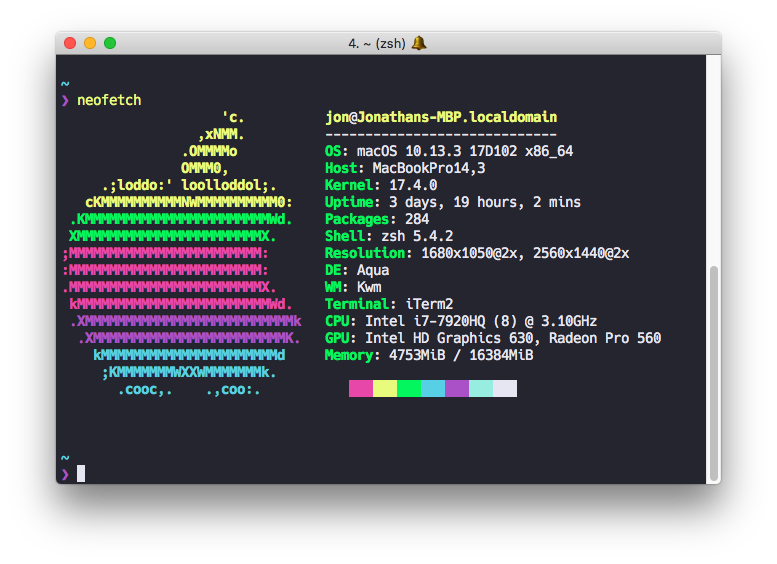 4. ~ (zsh) 🔔
~
❯ neofetch
'c. jon@Jonathans-MBP.localdomain
,xNMM. -----------------------------
.OMMMMo OS: macOS 10.13.3 17D102 x86_64
OMMM0, Host: MacBookPro14,3
.;loddo:' loolloddol;. Kernel: 17.4.0
cKMMMMMMMMMMNWMMMMMMMMMM0: Uptime: 3 days, 19 hours, 2 mins
.KMMMMMMMMMMMMMMMMMMMMMMMWd. Packages: 284
XMMMMMMMMMMMMMMMMMMMMMMMX. Shell: zsh 5.4.2
;MMMMMMMMMMMMMMMMMMMMMMMM: Resolution: 1680x1050@2x, 2560x1440@2x
:MMMMMMMMMMMMMMMMMMMMMMMM: DE: Aqua
.MMMMMMMMMMMMMMMMMMMMMMMMX. WM: Kwm
kMMMMMMMMMMMMMMMMMMMMMMMMWd. Terminal: iTerm2
.XMMMMMMMMMMMMMMMMMMMMMMMMMMk CPU: Intel i7-7920HQ (8) @ 3.10GHz
.XMMMMMMMMMMMMMMMMMMMMMMMMK. GPU: Intel HD Graphics 630, Radeon Pro 560
kMMMMMMMMMMMMMMMMMMMMMMd Memory: 4753MiB / 16384MiB
;KMMMMMMMWXXWMMMMMMMk.
.cooc,. .,coo:.
~
❯